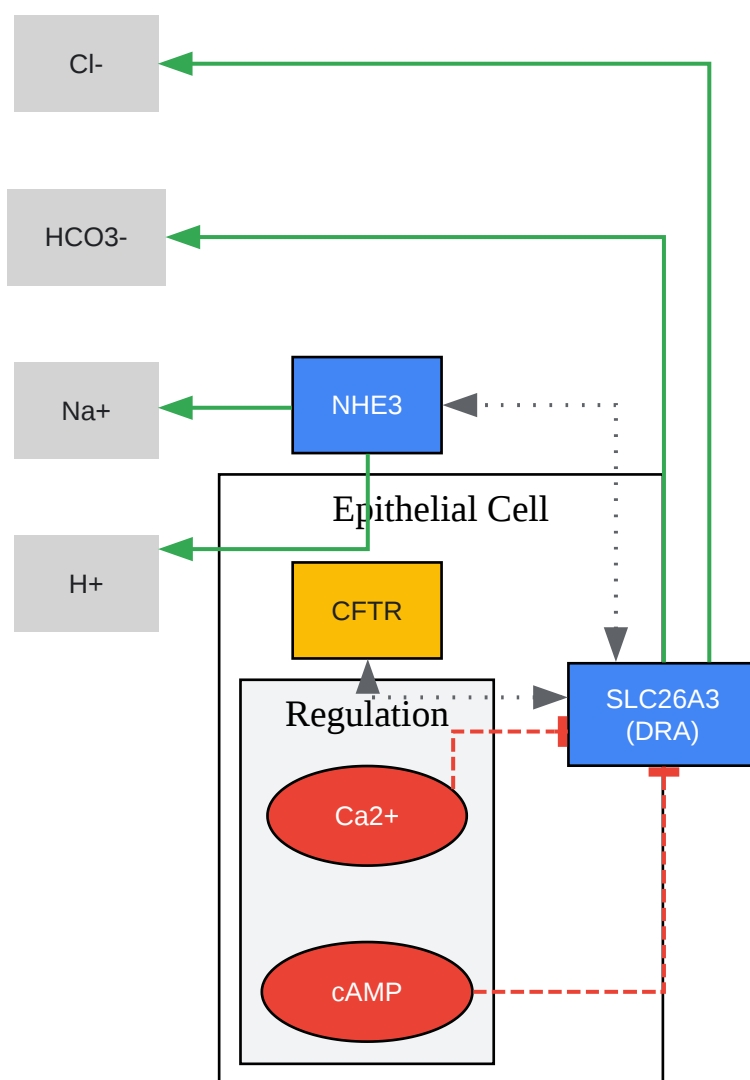 Cl-
HCO3-
Na+
NHE3
Epithelial Cell
H+
CFTR
SLC26A3
(DRA)
Regulation
Ca2+
cAMP